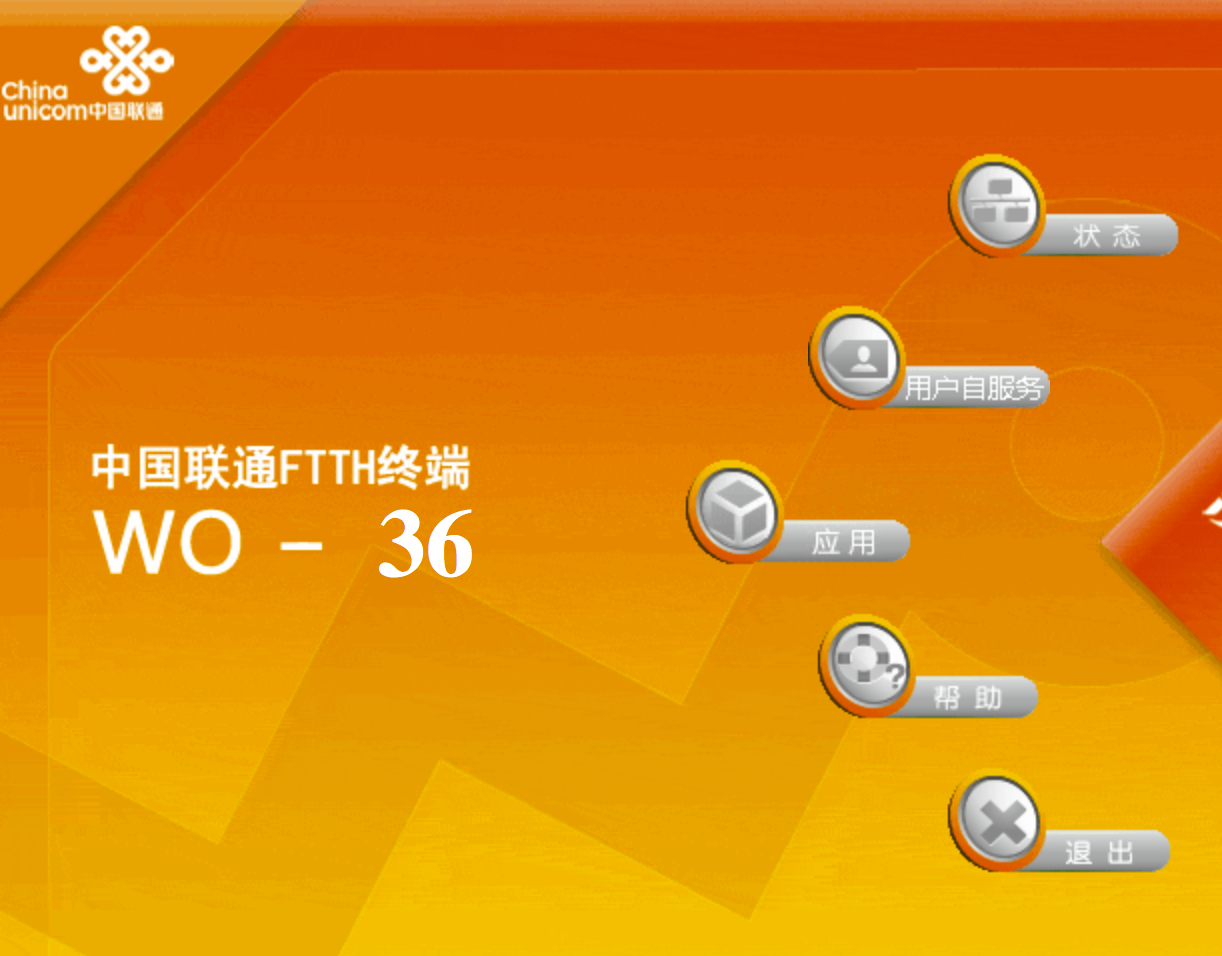 China
unicom中国联通
状 态
用户自服务
中国联通FTTH终端
WO – 36
应 用
?
帮 助
退 出